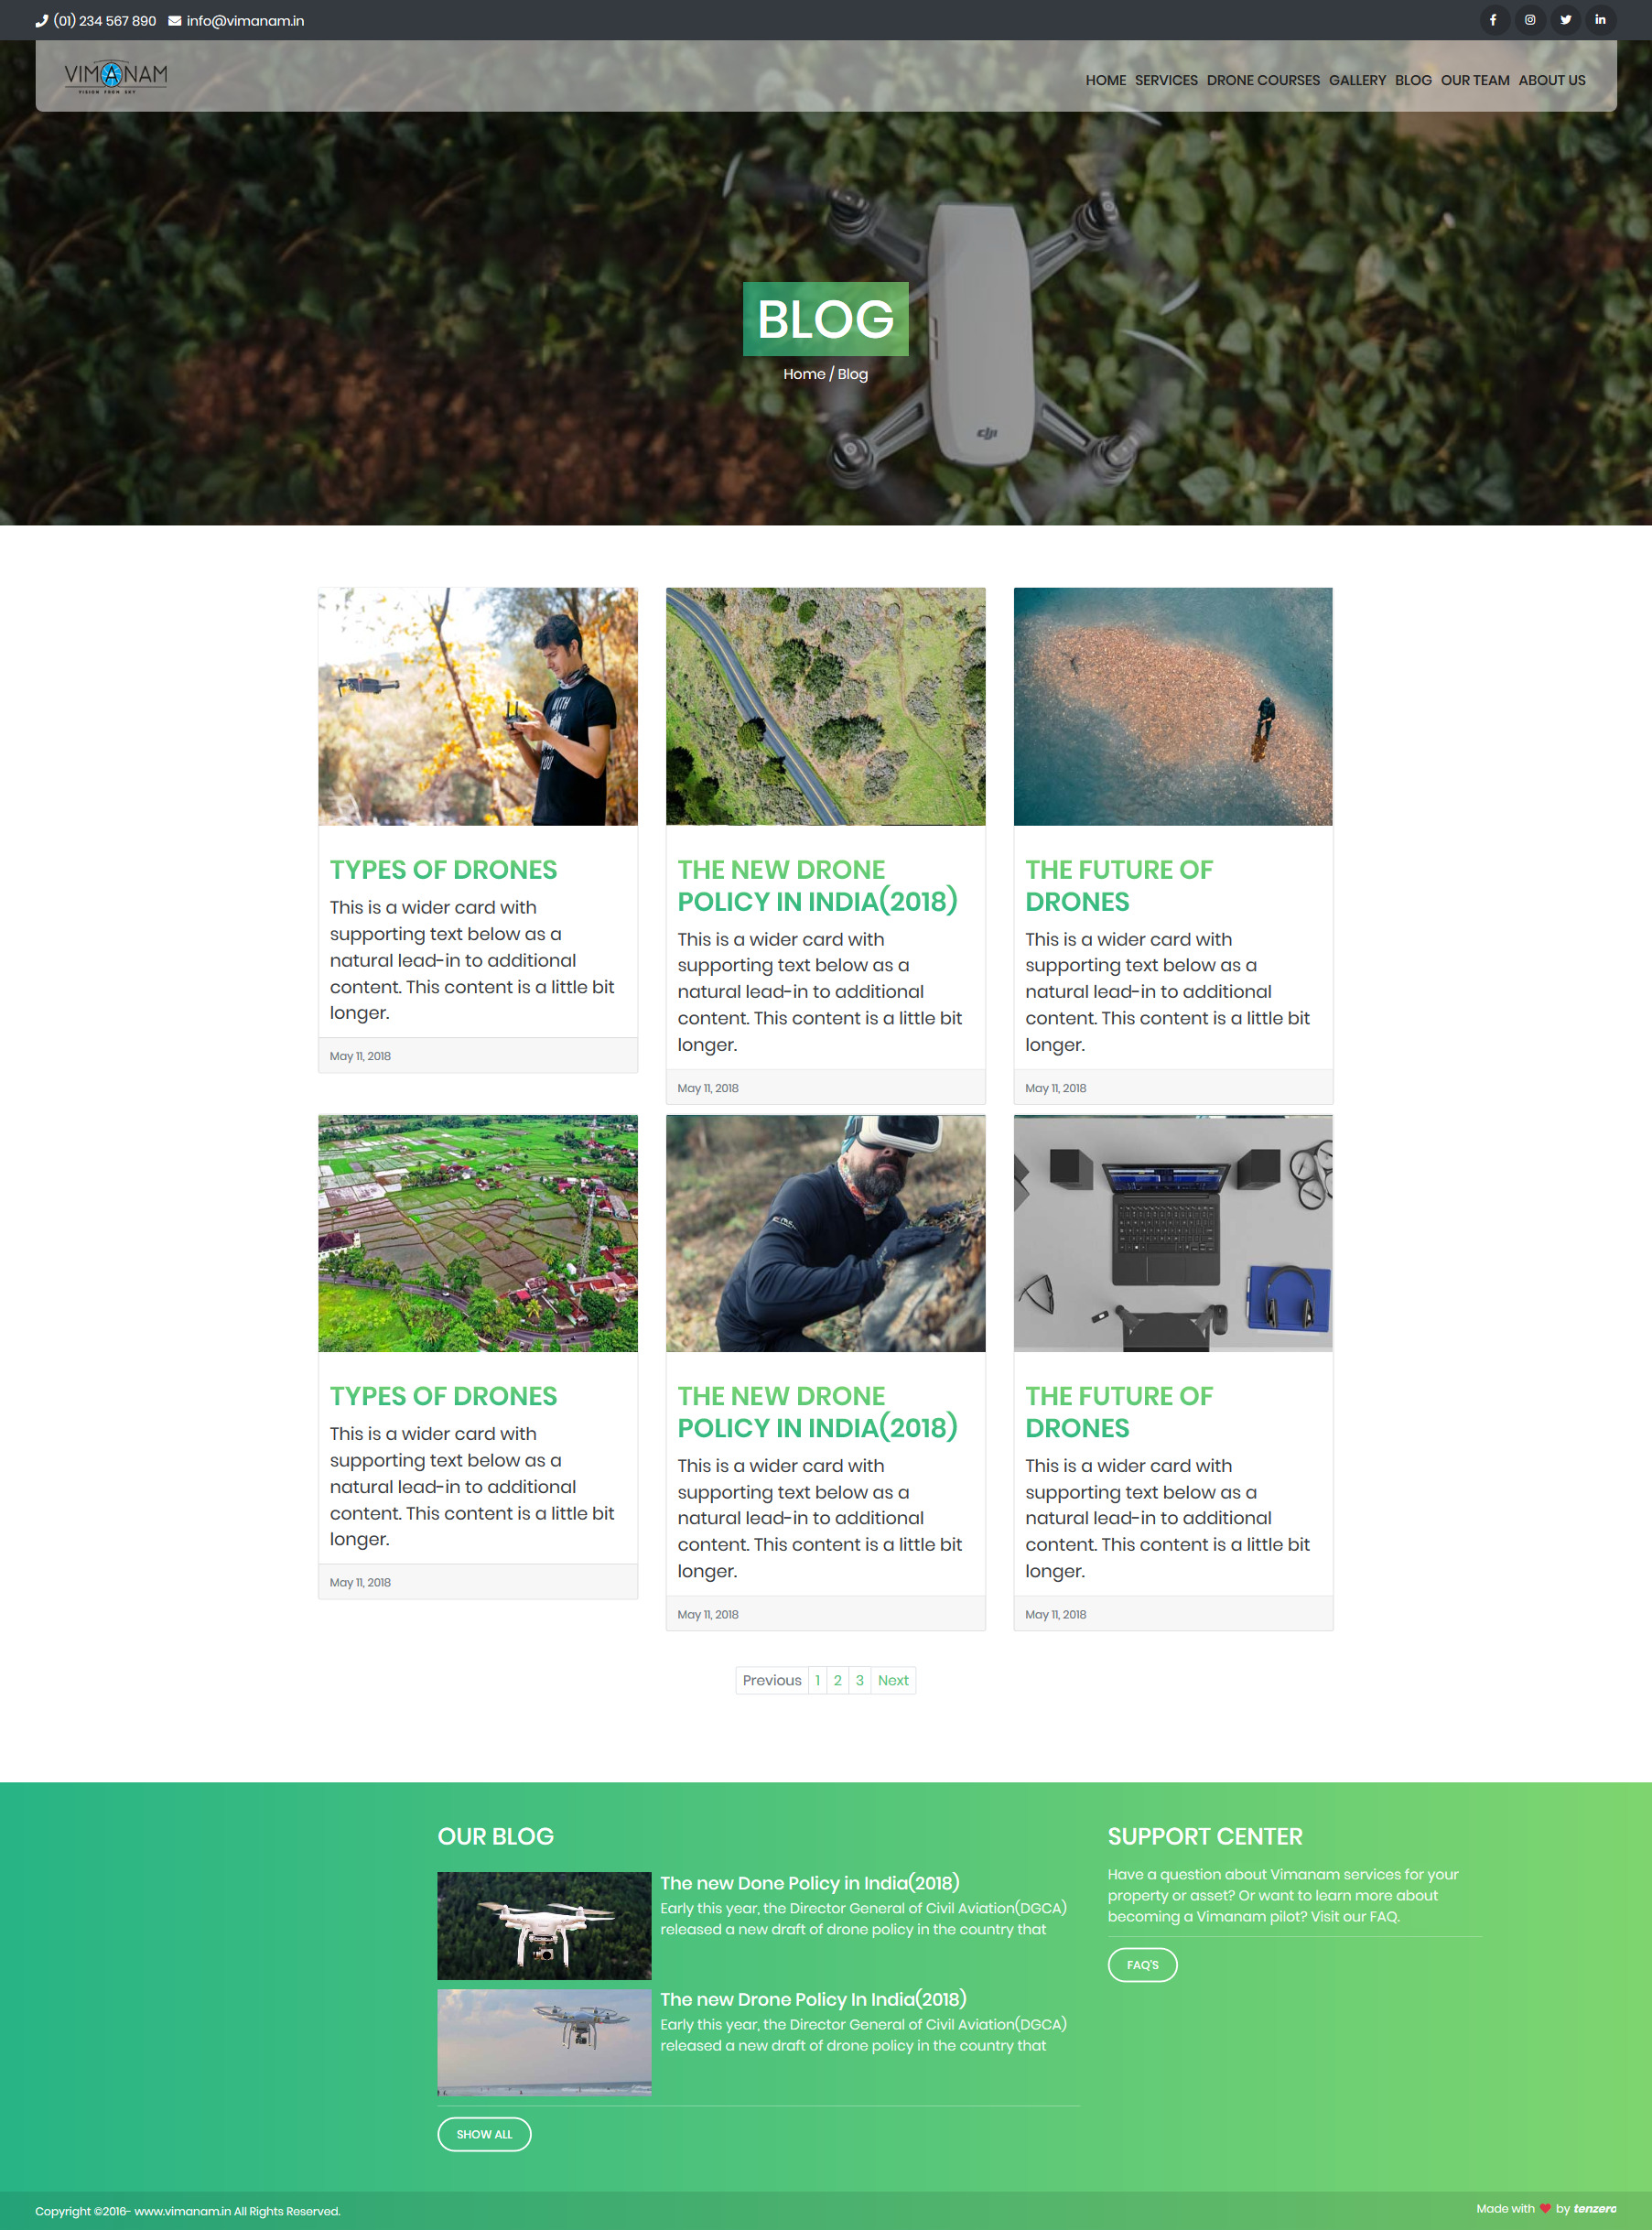 (01) 234 567 890 info@vimanam.in
VIMANAM
VISION FROM SKY
HOME SERVICES DRONE COURSES GALLERY BLOG OUR TEAM ABOUT US
BLOG
Home / Blog
dji
WITH
YOU
TYPES OF DRONES
This is a wider card with
supporting text below as a
natural lead-in to additional
content. This content is a little bit
longer.
May 11, 2018
THE NEW DRONE
POLICY IN INDIA(2018)
This is a wider card with
supporting text below as a
natural lead-in to additional
content. This content is a little bit
longer.
May 11, 2018
THE FUTURE OF
DRONES
This is a wider card with
supporting text below as a
natural lead-in to additional
content. This content is a little bit
longer.
May 11, 2018
TYPES OF DRONES
This is a wider card with
supporting text below as a
natural lead-in to additional
content. This content is a little bit
longer.
May 11, 2018
THE NEW DRONE
POLICY IN INDIA(2018)
This is a wider card with
supporting text below as a
natural lead-in to additional
content. This content is a little bit
longer.
May 11, 2018
THE FUTURE OF
DRONES
This is a wider card with
supporting text below as a
natural lead-in to additional
content. This content is a little bit
longer.
May 11, 2018
Previous 1 2 3 Next
OUR BLOG
The new Done Policy in India(2018)
Early this year, the Director General of Civil Aviation(DGCA)
released a new draft of drone policy in the country that
The new Drone Policy In India(2018)
Early this year, the Director General of Civil Aviation(DGCA)
released a new draft of drone policy in the country that
SHOW ALL
SUPPORT CENTER
Have a question about Vimanam services for your
property or asset? Or want to learn more about
becoming a Vimanam pilot? Visit our FAQ.
FAQ'S
Copyright ©2016- www.vimanam.in All Rights Reserved.
Made with ❤ by tenzero